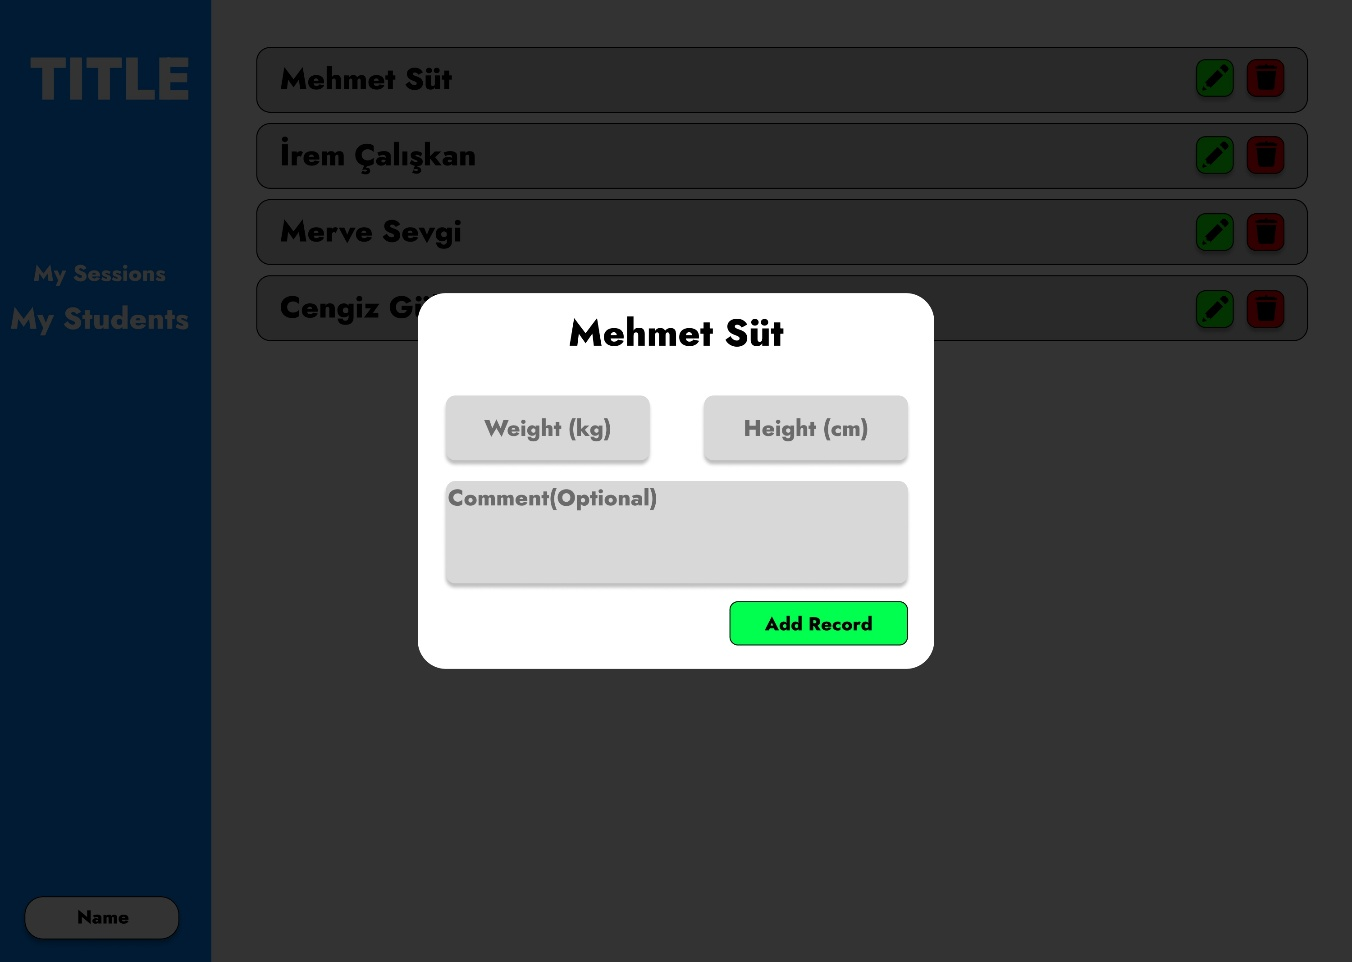 TITLE
My Sessions
My Students
Name
Mehmet Süt
İrem Çalışkan
Merve Sevgi
Cengiz
Mehmet Süt
Weight (kg)
Height (cm)
Comment(Optional)
Add Record